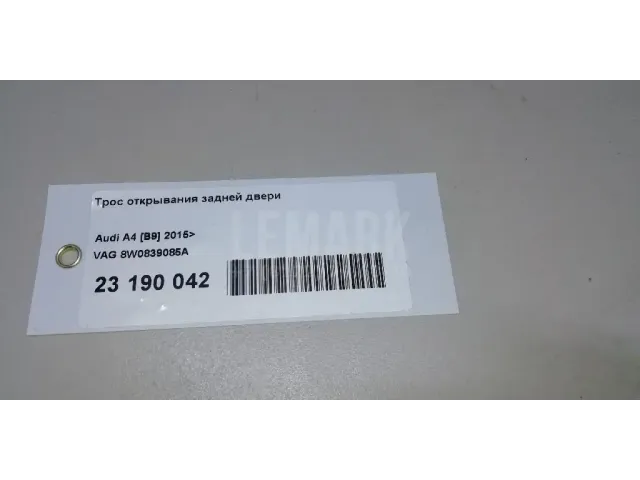 Трос открывания задней двери
LEMARK
Audi A4 [B9] 2015>
VAG 8W0839085A
23 190 042